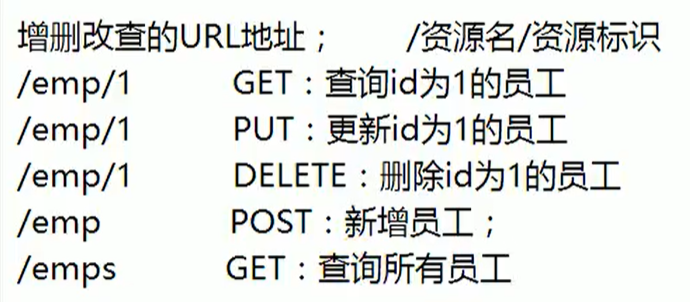 增删改查的URL地址； /资源名/资源标识
/emp/1 GET：查询id为1的员工
/emp/1 PUT：更新id为1的员工
/emp/1 DELETE：删除id为1的员工
/emp POST：新增员工；
/emps GET：查询所有员工